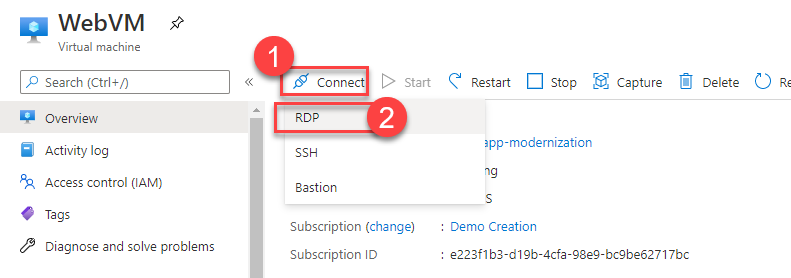 WebVM
Virtual machine
Search (Ctrl+/)
«
1
Connect
Start
Restart
Stop
Capture
Delete
Re
Overview
RDP
2
Activity log
SSH
app-modernization
Access control (IAM)
Bastion
ng
Tags
S
Subscription (change) : Demo Creation
Diagnose and solve problems
Subscription ID : e223f1b3-d19b-4cfa-98e9-bc9be62717bc